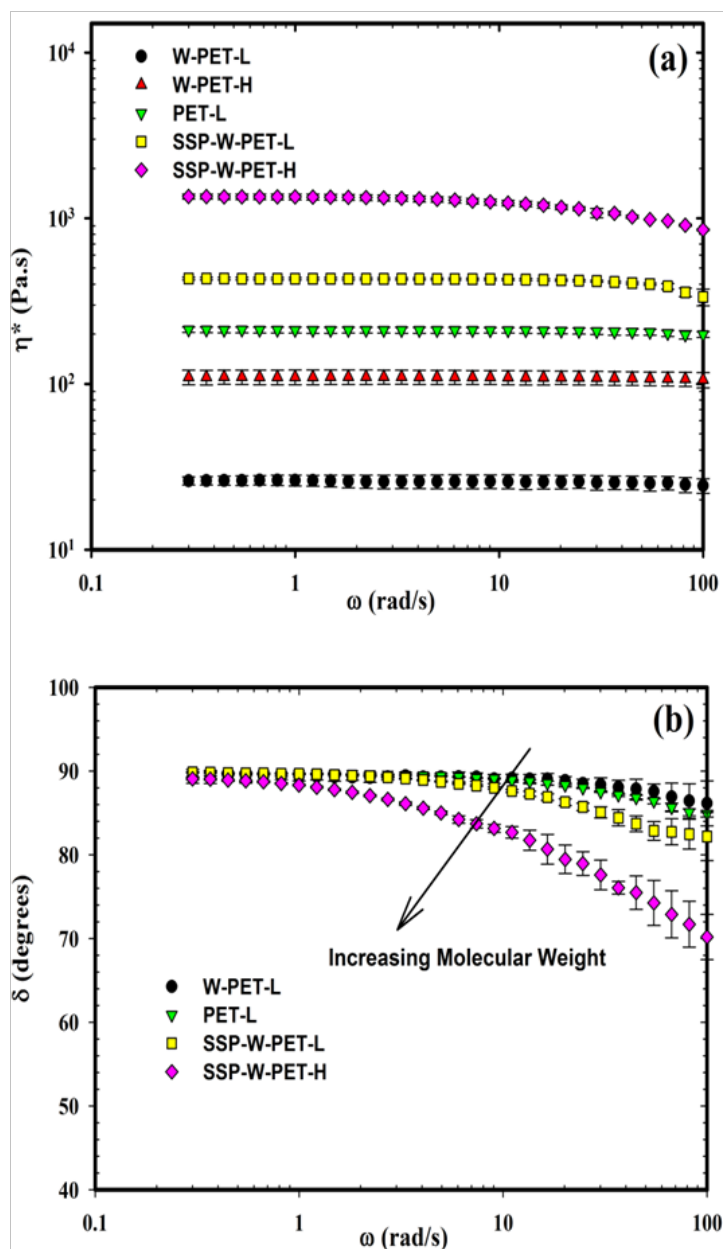 (a)
W-PET-L
W-PET-H
PET-L
SSP-W-PET-L
SSP-W-PET-H
10⁴
10³
10²
10¹
η* (Pa.s)
0.1 1 10 100
ω (rad/s)
(b)
100
90
80
70
60
50
40
δ (degrees)
Increasing Molecular Weight
W-PET-L
PET-L
SSP-W-PET-L
SSP-W-PET-H
0.1 1 10 100
ω (rad/s)